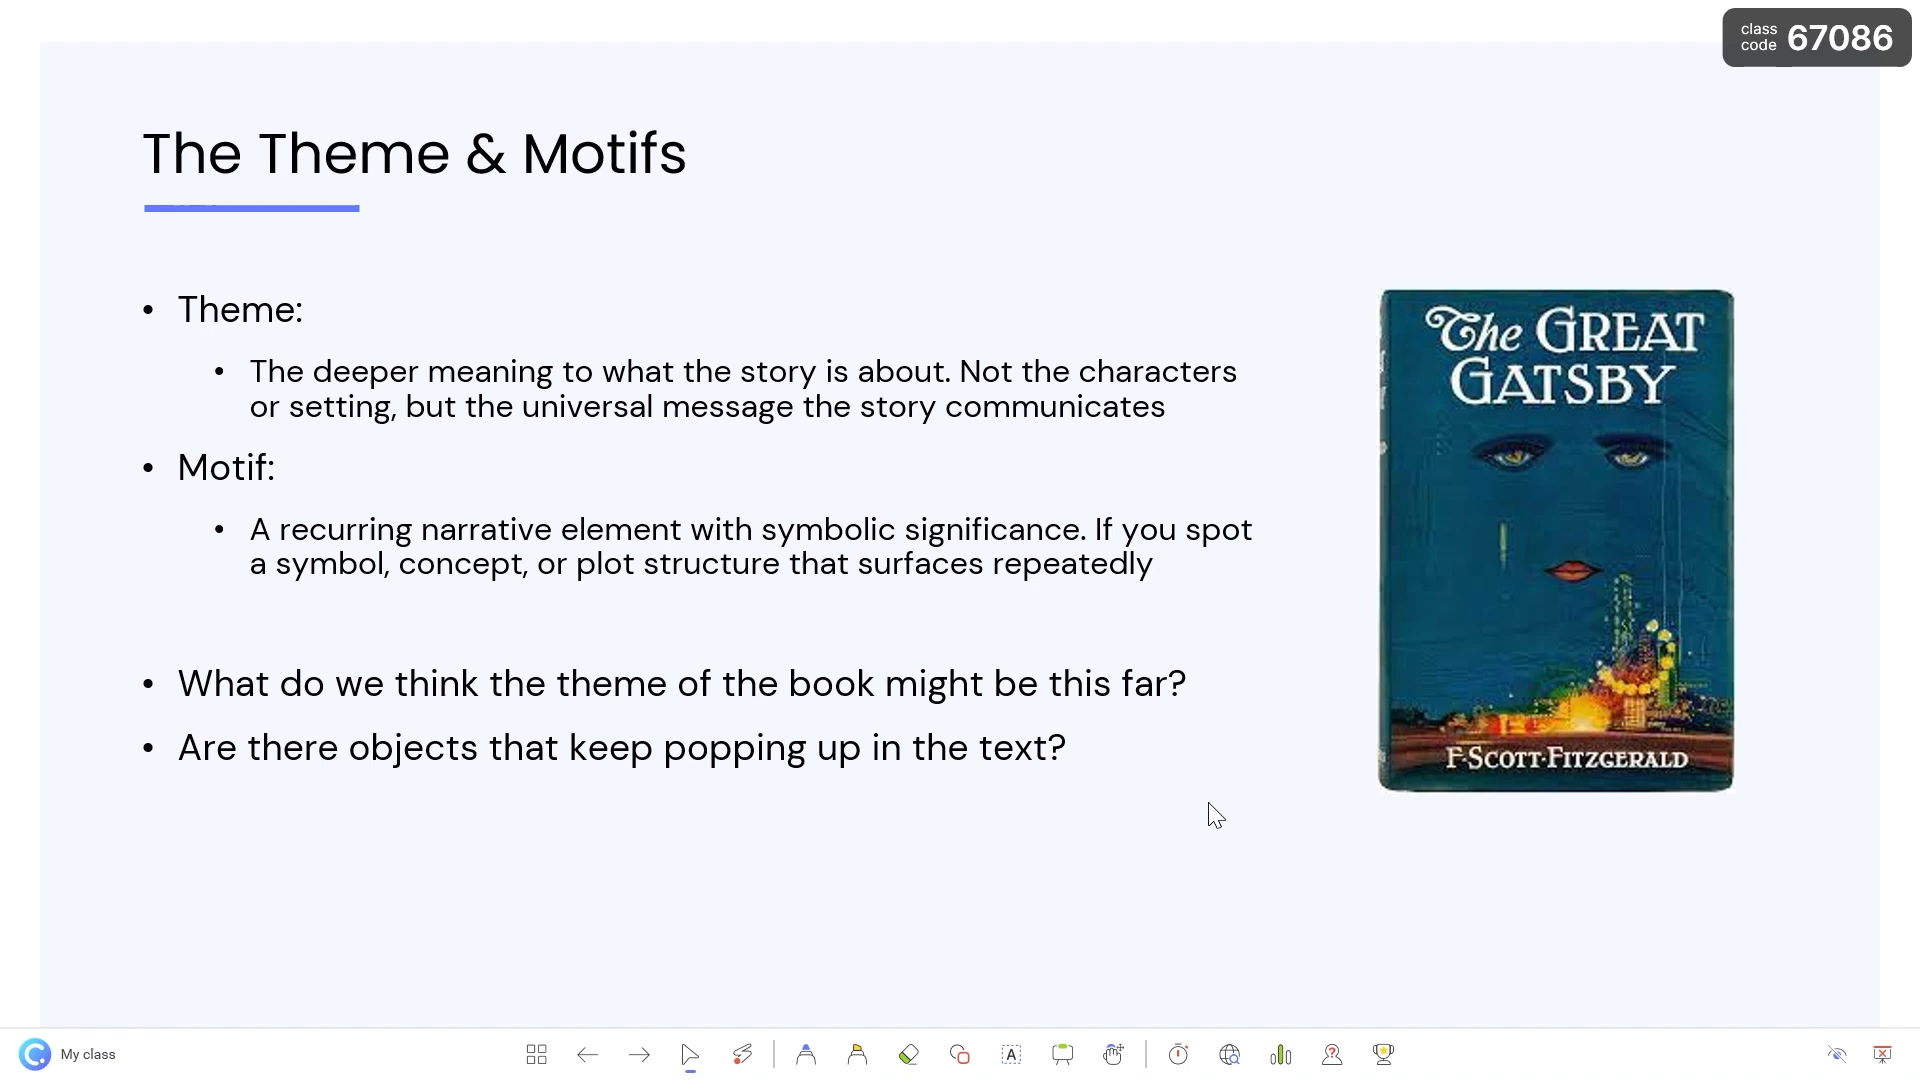 class
code 67086
The Theme & Motifs
• Theme:
• The deeper meaning to what the story is about. Not the characters
or setting, but the universal message the story communicates
• Motif:
• A recurring narrative element with symbolic significance. If you spot
a symbol, concept, or plot structure that surfaces repeatedly
• What do we think the theme of the book might be this far?
• Are there objects that keep popping up in the text?
The GREAT
GATSBY
F·SCOTT·FITZGERALD
My class
A